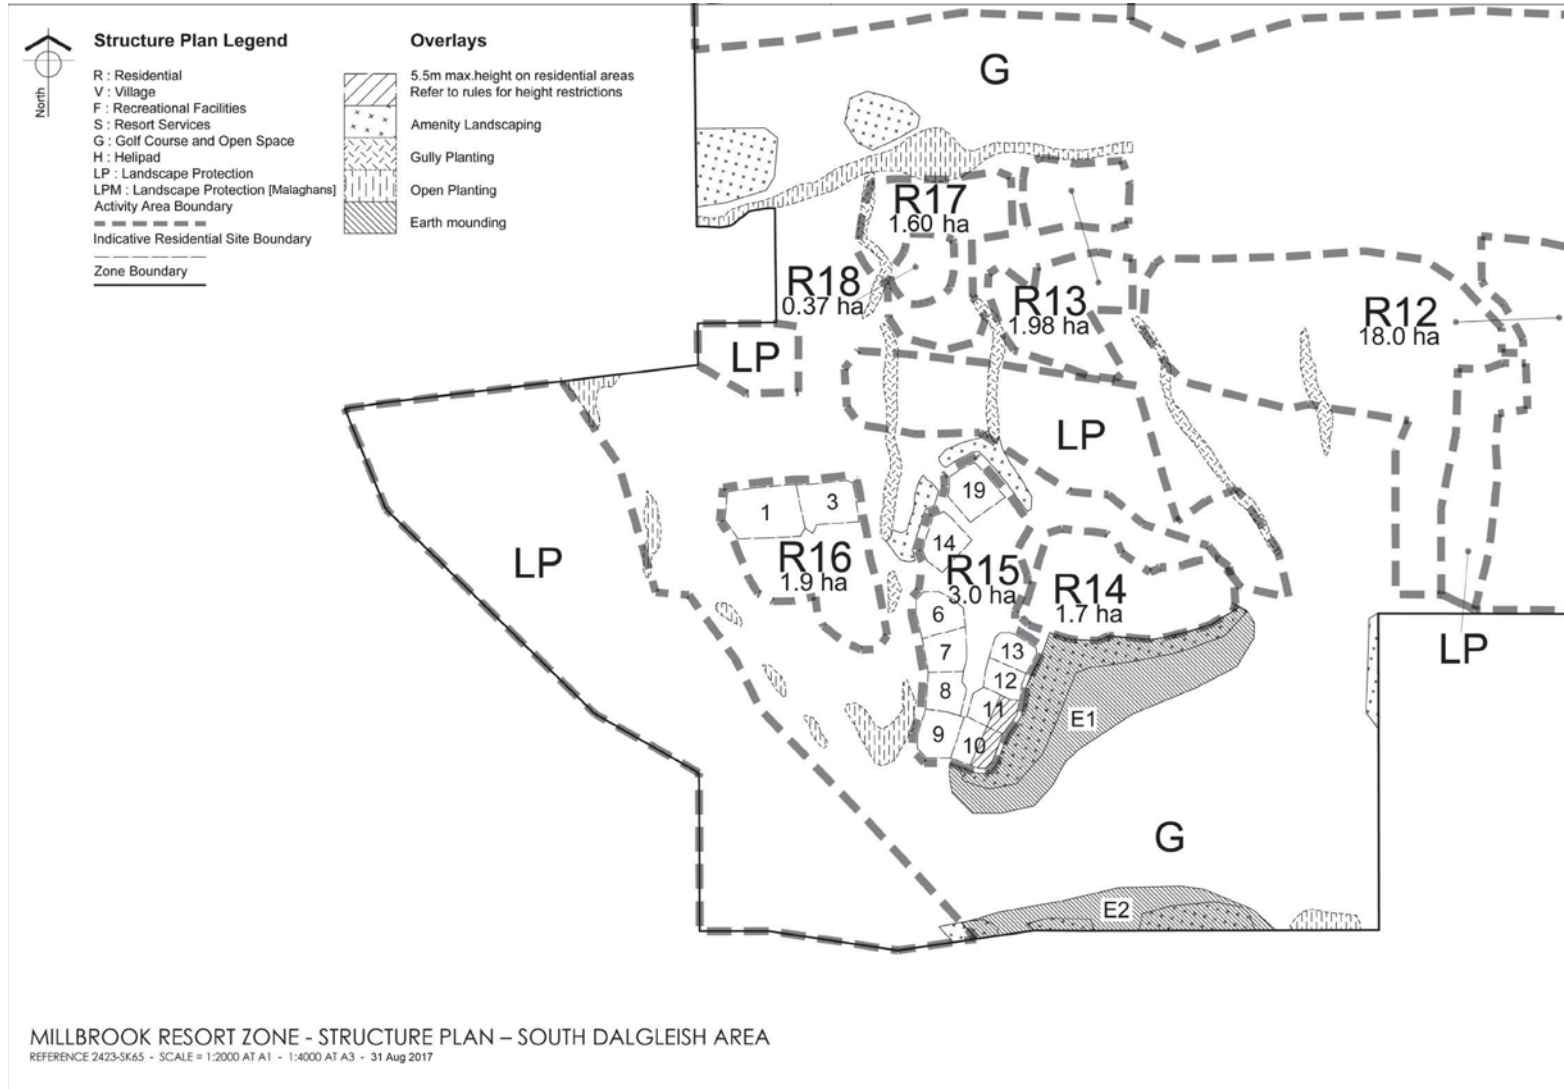 North
Structure Plan Legend
R : Residential
V : Village
F : Recreational Facilities
S : Resort Services
G : Golf Course and Open Space
H : Helipad
LP : Landscape Protection
LPM : Landscape Protection [Malaghans]
Activity Area Boundary
Indicative Residential Site Boundary
Zone Boundary
Overlays
5.5m max.height on residential areas
Refer to rules for height restrictions
Amenity Landscaping
Gully Planting
Open Planting
Earth mounding
G
R17
1.60 ha
R18
0.37 ha
R13
1.98 ha
R12
18.0 ha
LP
LP
19
1
3
14
LP
R16
1.9 ha
R15
3.0 ha
R14
1.7 ha
6
7
8
9
13
12
11
10
LP
E1
G
E2
MILLBROOK RESORT ZONE - STRUCTURE PLAN – SOUTH DALGLEISH AREA
REFERENCE 2423-SK65 - SCALE = 1:2000 AT A1 - 1:4000 AT A3 - 31 Aug 2017